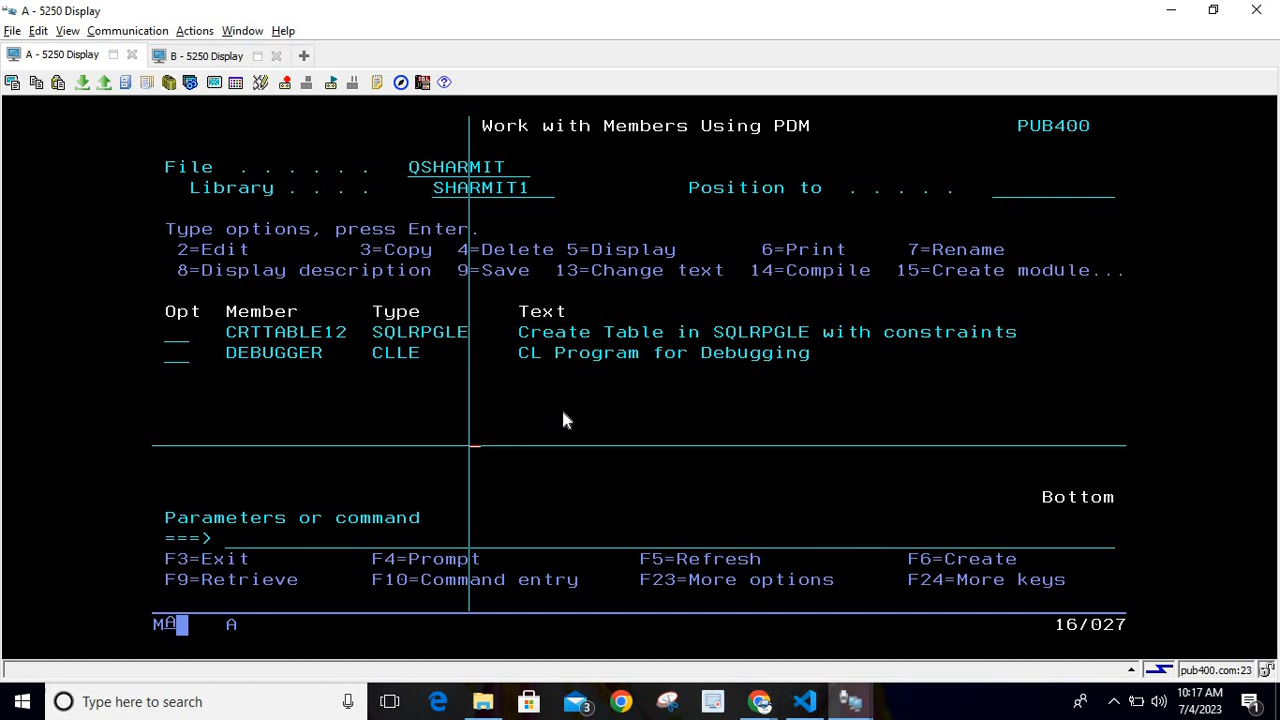 A - 5250 Display
File Edit View Communication Actions Window Help
A - 5250 Display B - 5250 Display
Work with Members Using PDM PUB400
File . . . . . . QSHARMIT
Library . . . . SHARMIT1 Position to . . . . .
Type options, press Enter.
2=Edit 3=Copy 4=Delete 5=Display 6=Print 7=Rename
8=Display description 9=Save 13=Change text 14=Compile 15=Create module...
Opt Member Type Text
CRTTABLE12 SQLRPGLE Create Table in SQLRPGLE with constraints
DEBUGGER CLLE CL Program for Debugging
Bottom
Parameters or command
===>
F3=Exit F4=Prompt F5=Refresh F6=Create
F9=Retrieve F10=Command entry F23=More options F24=More keys
MA A 16/027
pub400.com:23
Type here to search 3 10:17 AM
7/4/2023 1